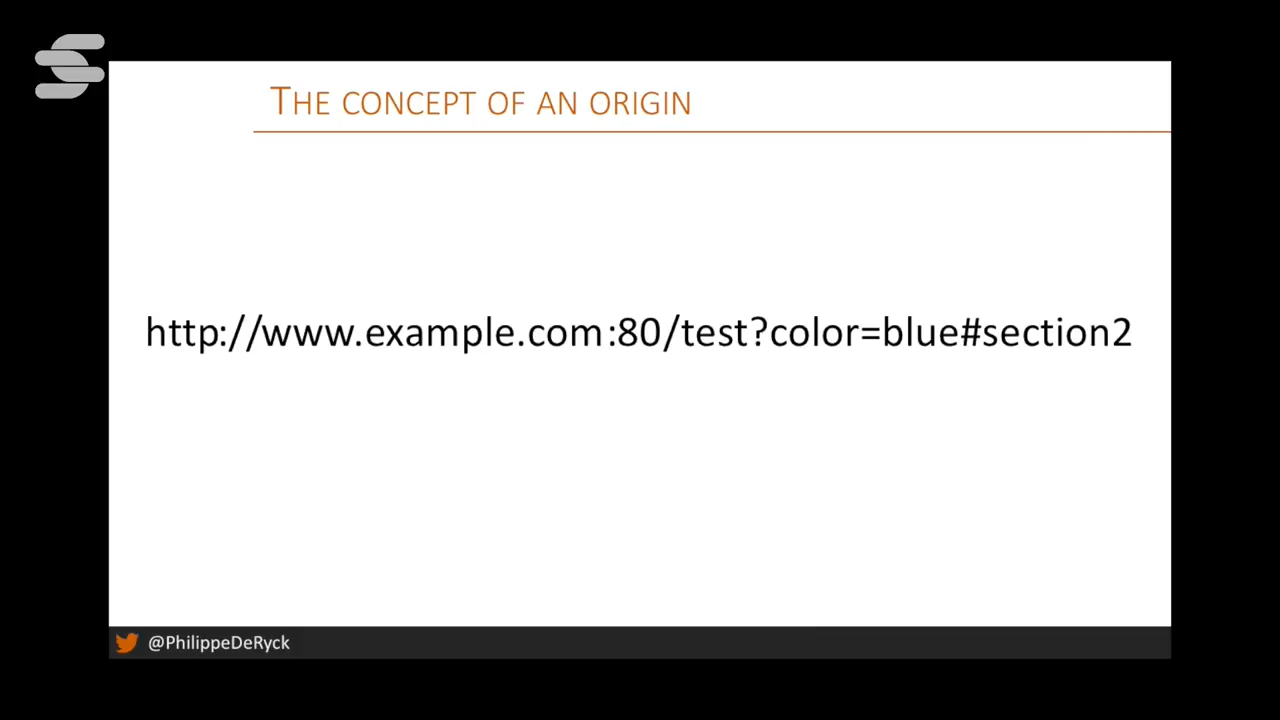 THE CONCEPT OF AN ORIGIN
http://www.example.com:80/test?color=blue#section2
@PhilippeDeRyck